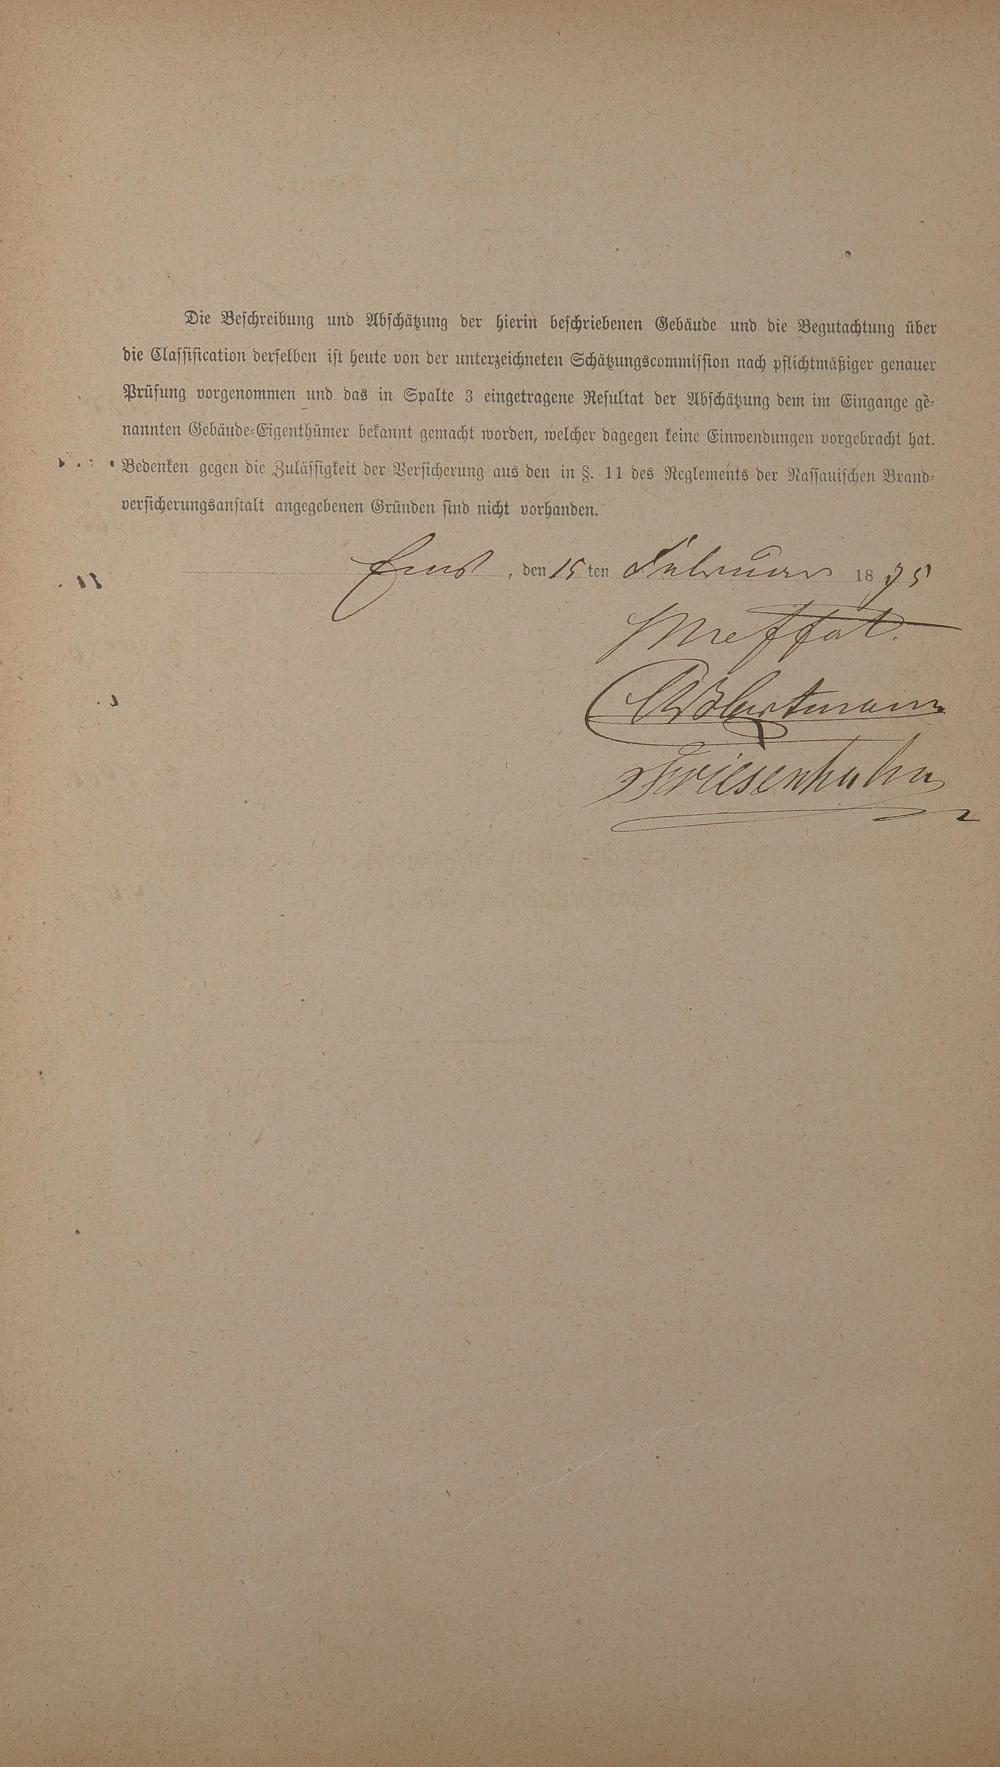 Die Beschreibung und Abschätzung der hierin beschriebenen Gebäude und die Begutachtung über
die Classification derselben ist heute von der unterzeichneten Schätzungscommission nach pflichtmäßiger genauer
Prüfung vorgenommen und das in Spalte 3 eingetragene Resultat der Abschätzung dem im Eingange ge-
nannten Gebäude-Eigenthümer bekannt gemacht worden, welcher dagegen keine Einwendungen vorgebracht hat.
Bedenken gegen die Zulässigkeit der Versicherung aus den in §. 11 des Reglements der Nassauischen Brand-
versicherungsanstalt angegebenen Gründen sind nicht vorhanden.
Ems, den 15ten Februar 1875
Friesenhahn